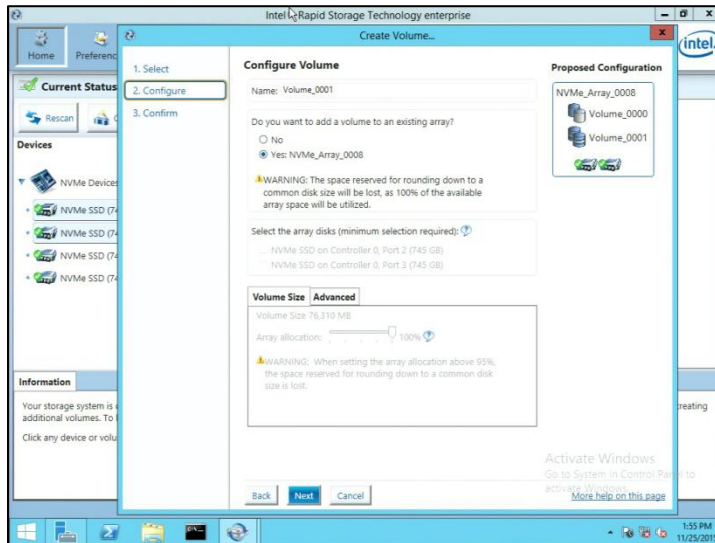 Intel Rapid Storage Technology enterprise
Create Volume...
intel
Home
Preferenc
Current Status
Rescan
Devices
NVMe Devices
NVMe SSD (74
NVMe SSD (74
NVMe SSD (74
NVMe SSD (74
Information
Your storage system is
additional volumes. To
Click any device or volu
creating
1. Select
2. Configure
3. Confirm
Configure Volume
Name: Volume_0001
Do you want to add a volume to an existing array?
No
Yes: NVMe_Array_0008
WARNING: The space reserved for rounding down to a
common disk size will be lost, as 100% of the available
array space will be utilized.
Select the array disks (minimum selection required):
NVMe SSD on Controller 0, Port 2 (745 GB)
NVMe SSD on Controller 0, Port 3 (745 GB)
Volume Size
Advanced
Volume Size 76,310 MB
Array allocation:
100%
WARNING: When setting the array allocation above 95%,
the space reserved for rounding down to a common disk
size is lost.
Back
Next
Cancel
More help on this page
Proposed Configuration
NVMe_Array_0008
Volume_0000
Volume_0001
Activate Windows
Go to System in Control Panel to
activate Windows.
1:55 PM